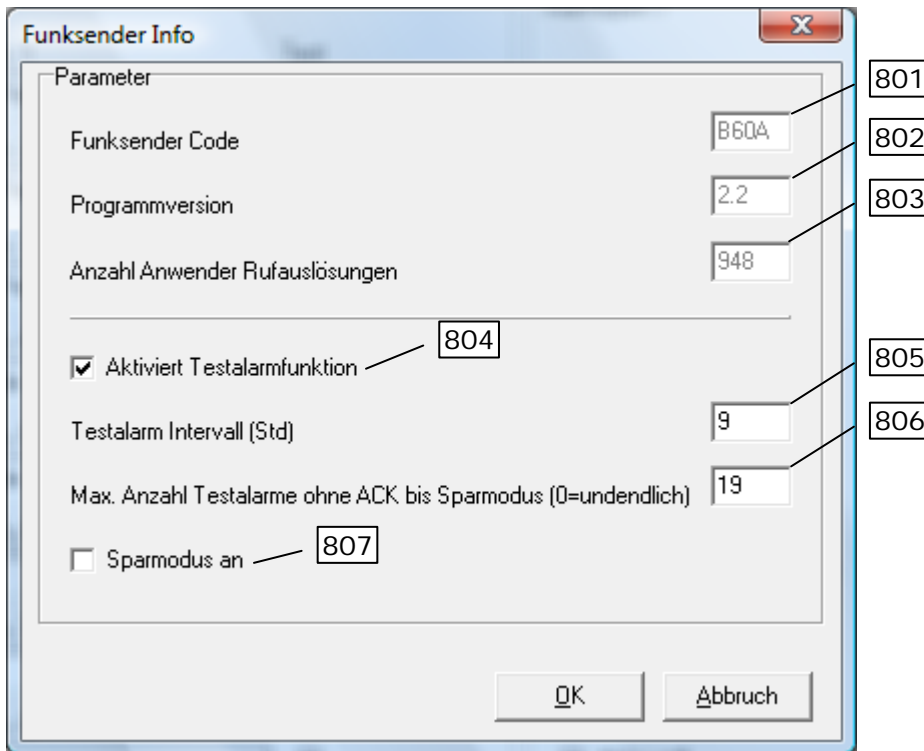 Funksender Info
Parameter
801
Funksender Code B60A
802
Programmversion 2.2
803
Anzahl Anwender Rufauslösungen 948
804
Aktiviert Testalarmfunktion
805
Testalarm Intervall (Std) 9
806
Max. Anzahl Testalarme ohne ACK bis Sparmodus (0=undendlich) 19
Sparmodus an 807
OK Abbruch